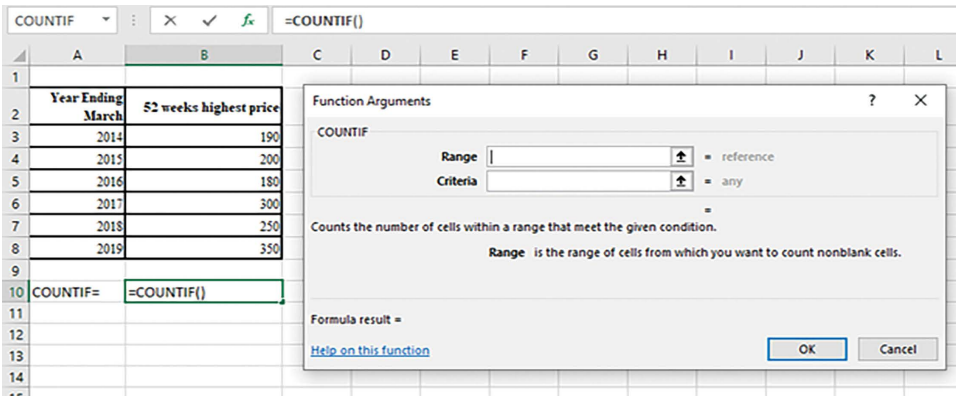 COUNTIF fx =COUNTIF()
A B C D E F G H I J K L
1
2 Year Ending March 52 weeks highest price
3 2014 190
4 2015 200
5 2016 180
6 2017 300
7 2018 250
8 2019 350
9
10 COUNTIF= =COUNTIF()
11
12
13
14
Function Arguments ? ×
COUNTIF
Range = reference
Criteria = any
=
Counts the number of cells within a range that meet the given condition.
Range is the range of cells from which you want to count nonblank cells.
Formula result =
Help on this function OK Cancel